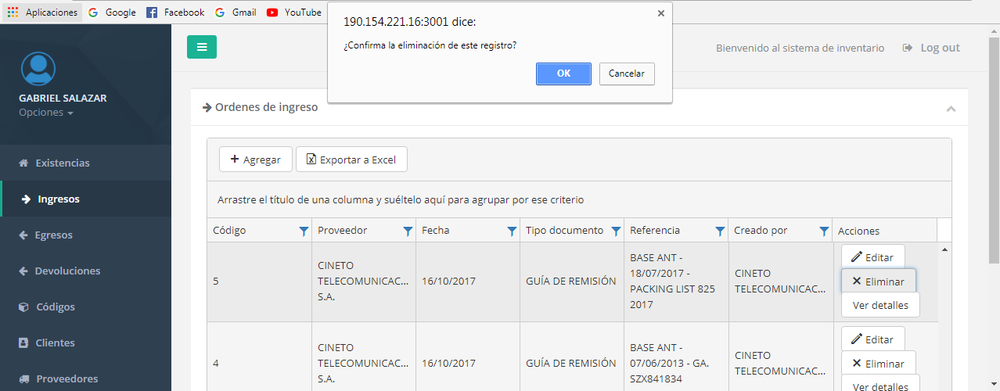 Aplicaciones Google Facebook Gmail YouTube
190.154.221.16:3001 dice:
¿Confirma la eliminación de este registro?
OK Cancelar
Bienvenido al sistema de inventario Log out
GABRIEL SALAZAR
Opciones
Existencias
Ingresos
Egresos
Devoluciones
Códigos
Clientes
Proveedores
Ordenes de ingreso
Agregar Exportar a Excel
Arrastre el título de una columna y suéltelo aquí para agrupar por ese criterio
Código Proveedor Fecha Tipo documento Referencia Creado por Acciones
5
CINETO
TELECOMUNICAC...
S.A.
16/10/2017
GUÍA DE REMISIÓN
BASE ANT -
18/07/2017 -
PACKING LIST 825
2017
CINETO
TELECOMUNICAC...
Editar
Eliminar
Ver detalles
4
CINETO
TELECOMUNICAC...
S.A.
16/10/2017
GUÍA DE REMISIÓN
BASE ANT -
07/06/2013 - GA.
SZX841834
CINETO
TELECOMUNICAC...
Editar
Eliminar
Ver detalles